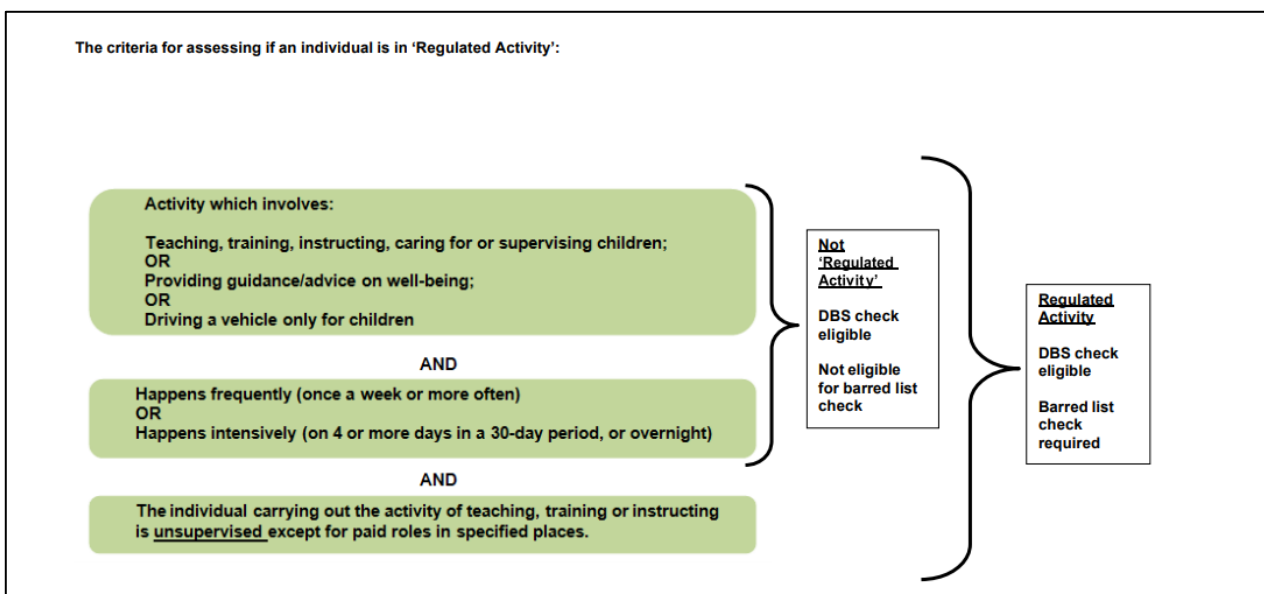 The criteria for assessing if an individual is in ‘Regulated Activity’:
Activity which involves:
Teaching, training, instructing, caring for or supervising children;
OR
Providing guidance/advice on well-being;
OR
Driving a vehicle only for children
AND
Happens frequently (once a week or more often)
OR
Happens intensively (on 4 or more days in a 30-day period, or overnight)
AND
The individual carrying out the activity of teaching, training or instructing
is unsupervised except for paid roles in specified places.
Not
‘Regulated
Activity’
DBS check
eligible
Not eligible
for barred list
check
Regulated
Activity
DBS check
eligible
Barred list
check
required